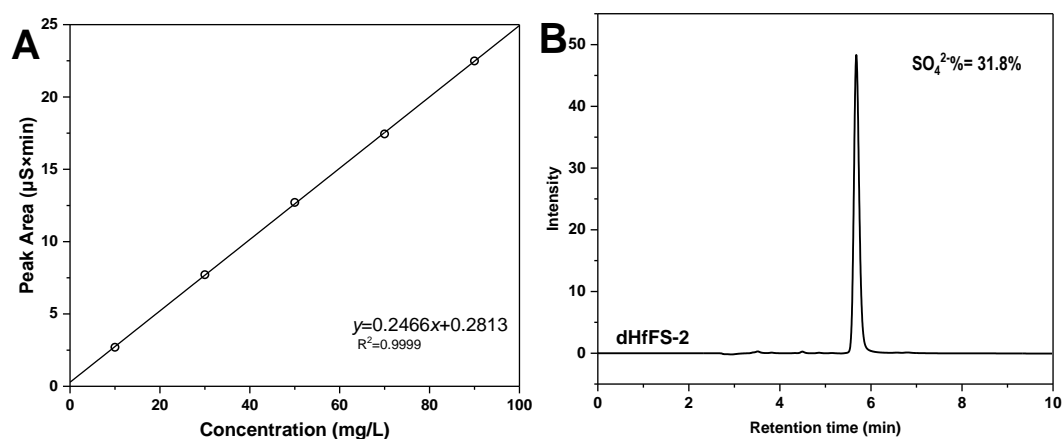 A
25
20
15
10
5
0
0 20 40 60 80 100
Peak Area (µS×min)
Concentration (mg/L)
y=0.2466x+0.2813
R²=0.9999
B
50
40
30
20
10
0
0 2 4 6 8 10
Intensity
Retention time (min)
SO₄²⁻%= 31.8%
dHfFS-2